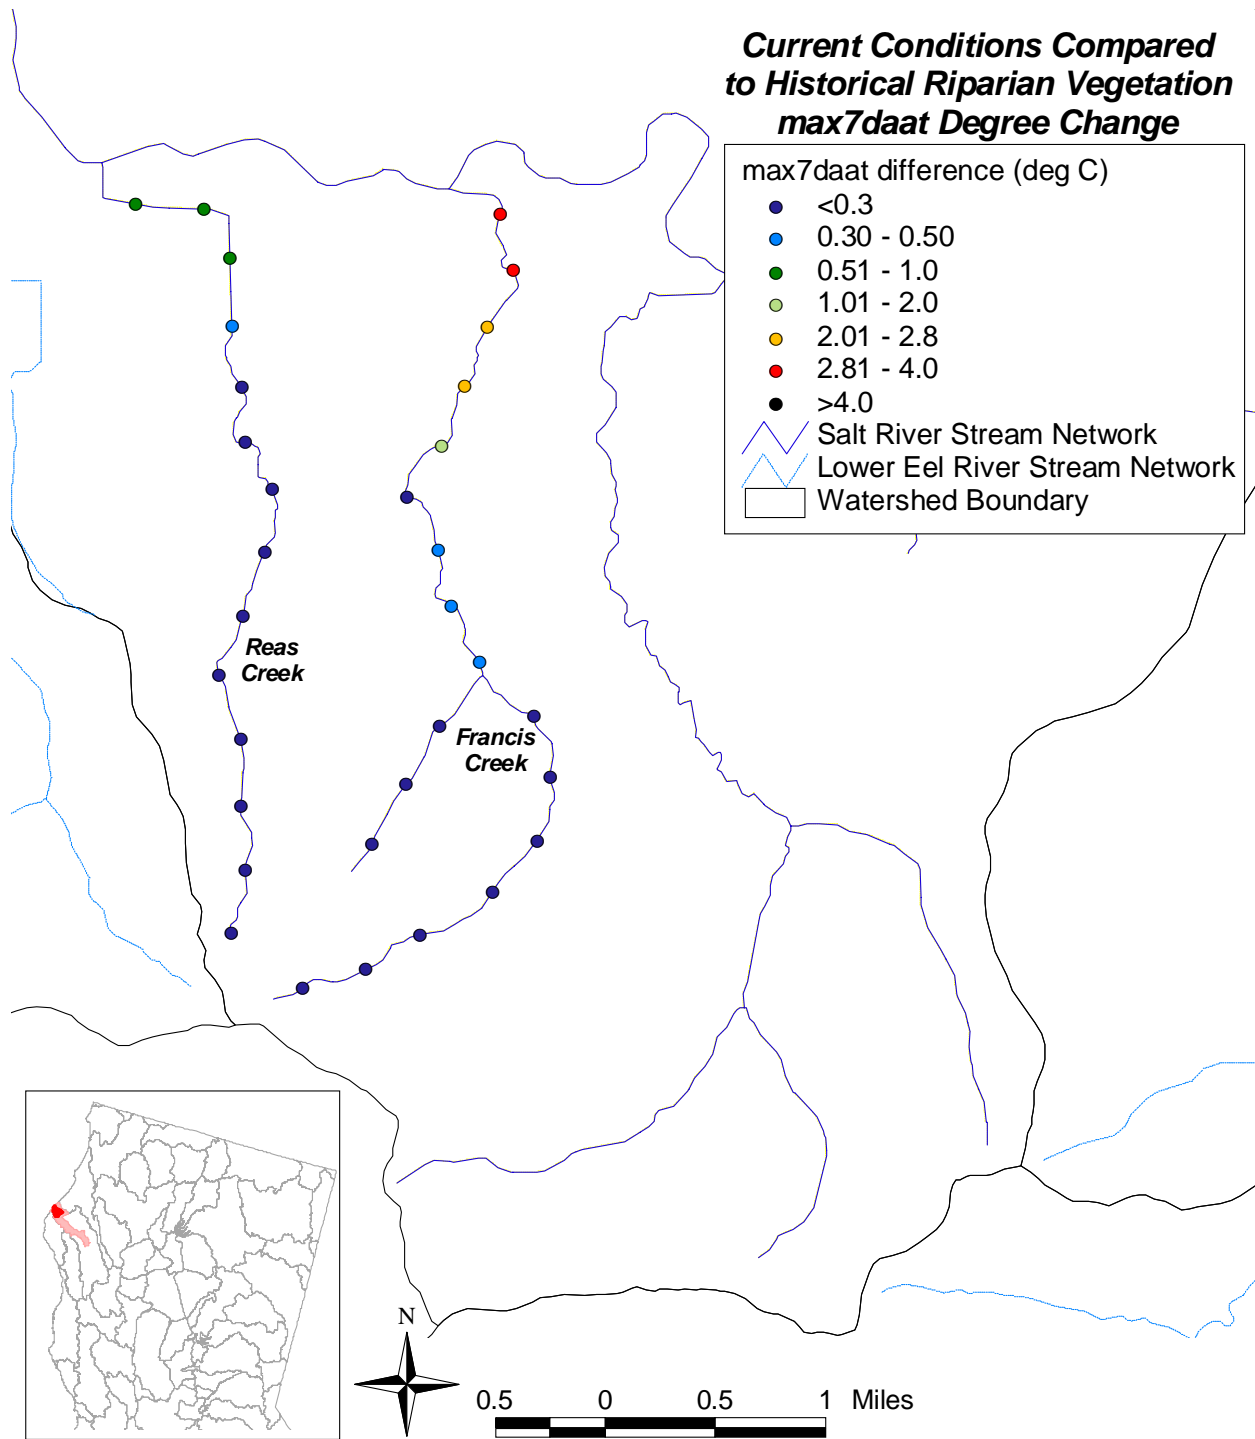 Current Conditions Compared
to Historical Riparian Vegetation
max7daat Degree Change
max7daat difference (deg C)
<0.3
0.30 - 0.50
0.51 - 1.0
1.01 - 2.0
2.01 - 2.8
2.81 - 4.0
>4.0
Salt River Stream Network
Lower Eel River Stream Network
Watershed Boundary
Reas
Creek
Francis
Creek
N
0.5 0 0.5 1 Miles